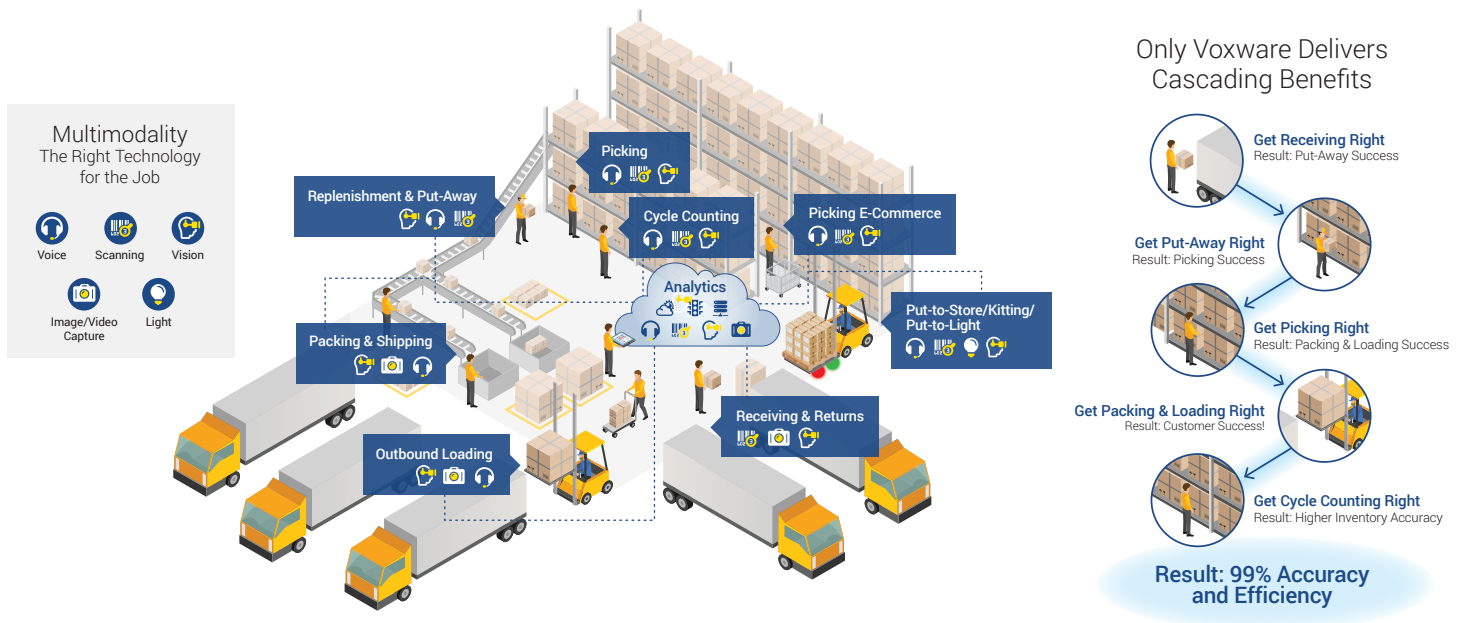 Multimodality
The Right Technology
for the Job
Voice
Scanning
Vision
Image/Video
Capture
Light
Picking
Replenishment & Put-Away
Cycle Counting
Picking E-Commerce
Analytics
Put-to-Store/Kitting/
Put-to-Light
Packing & Shipping
Receiving & Returns
Outbound Loading
Only Voxware Delivers
Cascading Benefits
Get Receiving Right
Result: Put-Away Success
Get Put-Away Right
Result: Picking Success
Get Picking Right
Result: Packing & Loading Success
Get Packing & Loading Right
Result: Customer Success!
Get Cycle Counting Right
Result: Higher Inventory Accuracy
Result: 99% Accuracy
and Efficiency